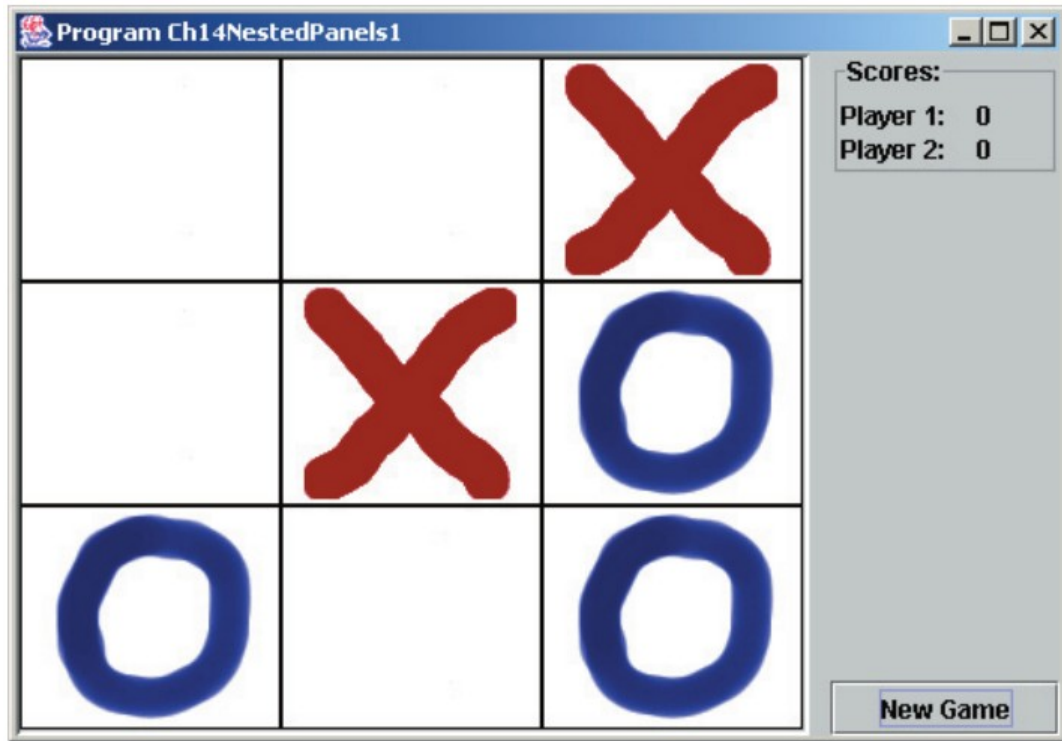 Program Ch14NestedPanels1
Scores:
Player 1: 0
Player 2: 0
New Game